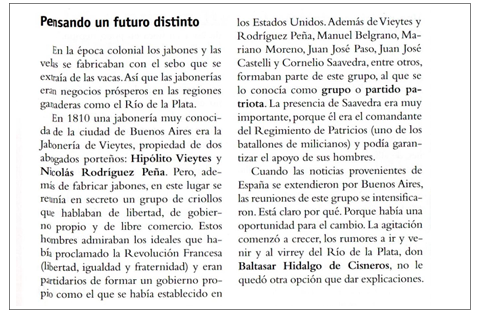 Pensando un futuro distinto
En la época colonial los jabones y las
velas se fabricaban con el sebo que se
extraía de las vacas. Así que las jabonerías
eran negocios prósperos en las regiones
ganaderas como el Río de la Plata.
En 1810 una jabonería muy conoci-
da de la ciudad de Buenos Aires era la
Jabonería de Vieytes, propiedad de dos
abogados porteños: Hipólito Vieytes y
Nicolás Rodríguez Peña. Pero, ade-
más de fabricar jabones, en este lugar se
reunía en secreto un grupo de criollos
que hablaban de libertad, de gobier-
no propio y de libre comercio. Estos
hombres admiraban los ideales que ha-
bía proclamado la Revolución Francesa
(libertad, igualdad y fraternidad) y eran
partidarios de formar un gobierno pro-
pio como el que se había establecido en
los Estados Unidos. Además de Vieytes y
Rodríguez Peña, Manuel Belgrano, Ma-
riano Moreno, Juan José Paso, Juan José
Castelli y Cornelio Saavedra, entre otros,
formaban parte de este grupo, al que se
lo conocía como grupo o partido pa-
triota. La presencia de Saavedra era muy
importante, porque él era el comandante
del Regimiento de Patricios (uno de los
batallones de milicianos) y podía garan-
tizar el apoyo de sus hombres.
Cuando las noticias provenientes de
España se extendieron por Buenos Aires,
las reuniones de este grupo se intensifica-
ron. Está claro por qué. Porque había una
oportunidad para el cambio. La agitación
comenzó a crecer, los rumores a ir y ve-
nir y al virrey del Río de la Plata, don
Baltasar Hidalgo de Cisneros, no le
quedó otra opción que dar explicaciones.